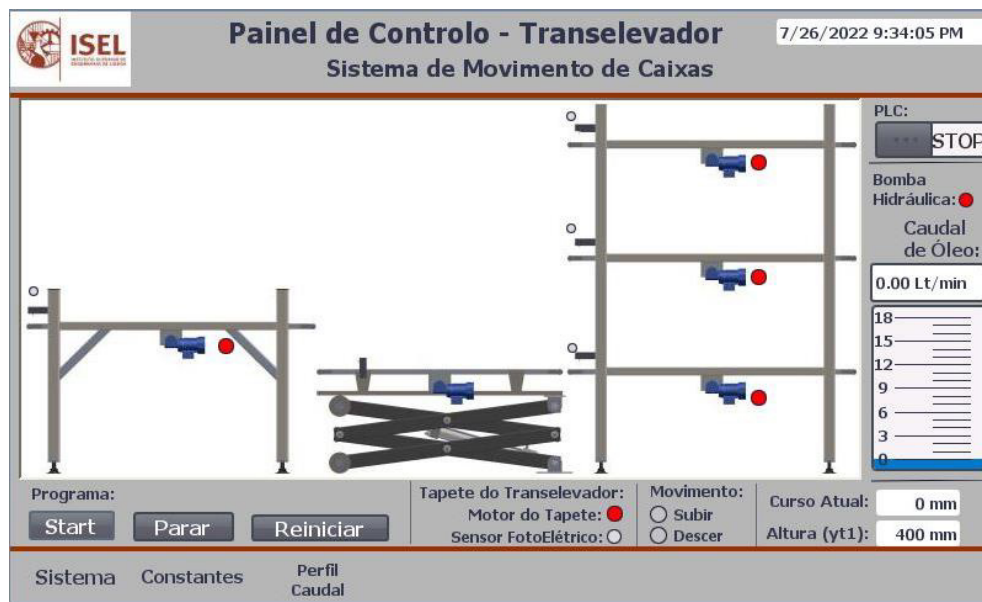 ISEL
Painel de Controlo - Transelevador
Sistema de Movimento de Caixas
7/26/2022 9:34:05 PM
PLC:
STOP
Bomba
Hidráulica:
Caudal
de Óleo:
0.00 Lt/min
18
15
12
9
6
3
0
Programa:
Start
Parar
Reiniciar
Tapete do Transelevador:
Motor do Tapete:
Sensor FotoElétrico:
Movimento:
Subir
Descer
Curso Atual:
0 mm
Altura (yt1):
400 mm
Sistema
Constantes
Perfil
Caudal